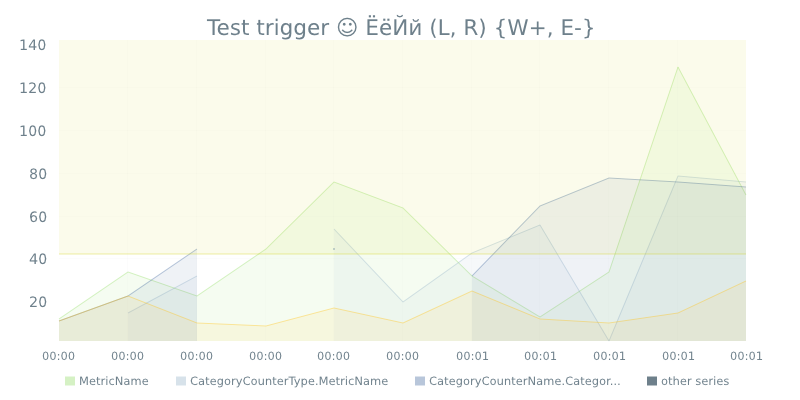 Test trigger ☺ ЁёЙй (L, R) {W+, E-}
140
120
100
80
60
40
20
00:00 00:00 00:00 00:00 00:00 00:00 00:01 00:01 00:01 00:01 00:01
MetricName CategoryCounterType.MetricName CategoryCounterName.Categor... other series